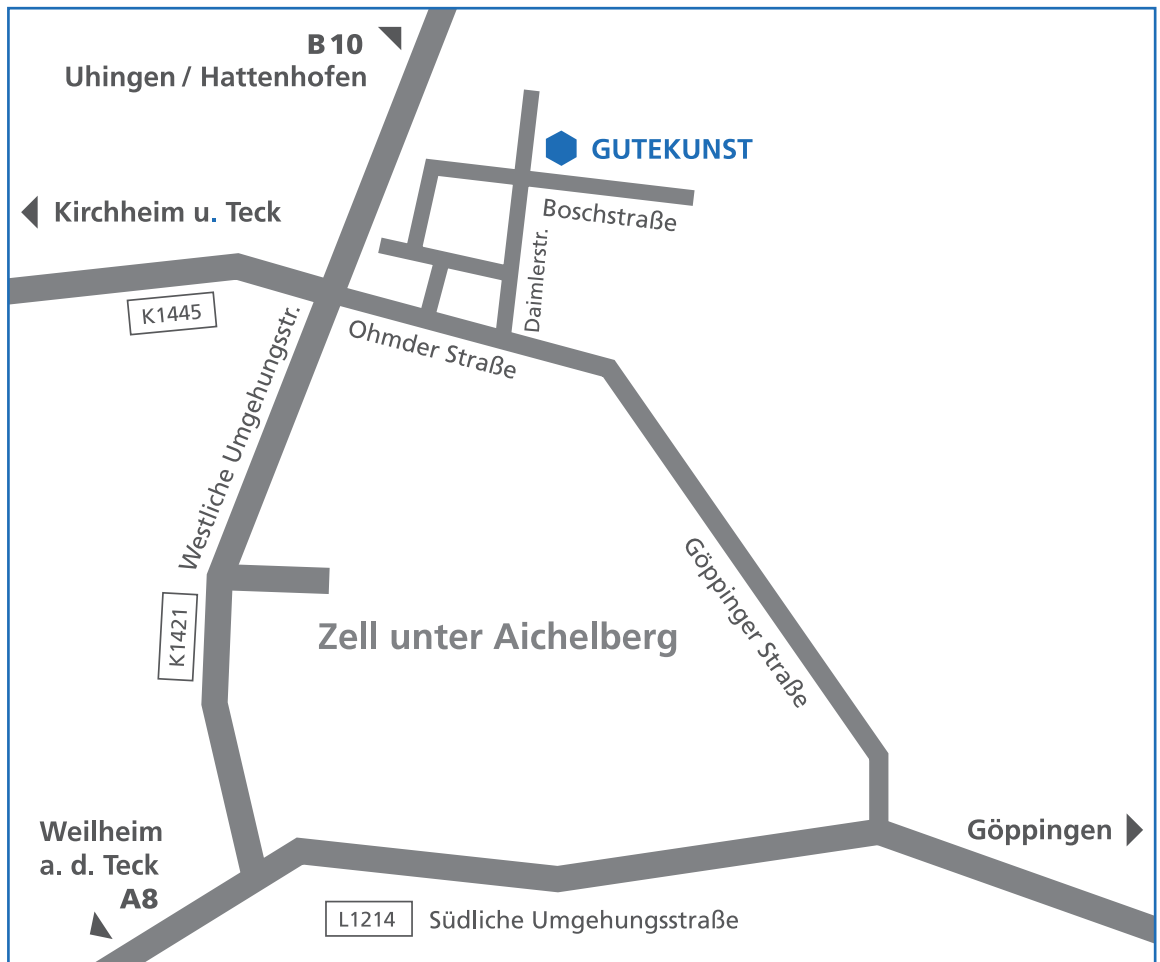 B 10
Uhingen / Hattenhofen
GUTEKUNST
Kirchheim u. Teck
Boschstraße
Daimlerstr.
K1445
Ohmder Straße
Westliche Umgehungsstr.
Göppinger Straße
K1421
Zell unter Aichelberg
Weilheim
a. d. Teck
A8
Göppingen
L1214 Südliche Umgehungsstraße